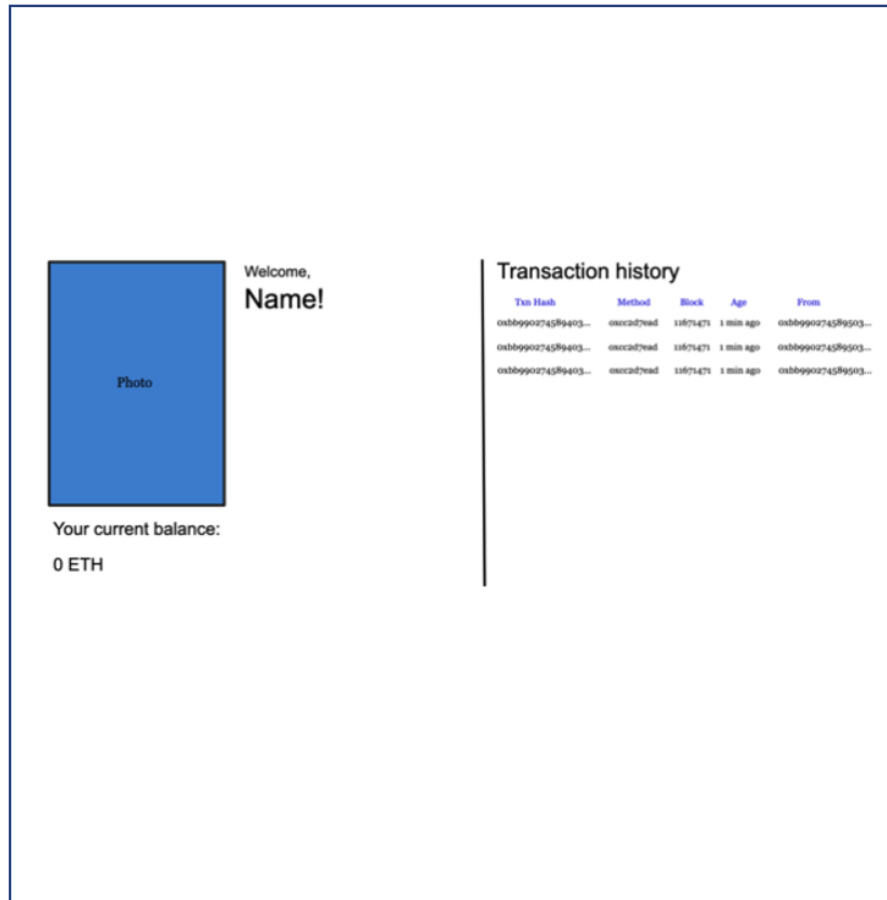 Welcome,
Name!
Photo
Your current balance:
0 ETH
Transaction history
Txn Hash Method Block Age From
0xbb990274589403... 0xcc2d7ead 11671471 1 min ago 0xbb990274589503...
0xbb990274589403... 0xcc2d7ead 11671471 1 min ago 0xbb990274589503...
0xbb990274589403... 0xcc2d7ead 11671471 1 min ago 0xbb990274589503...